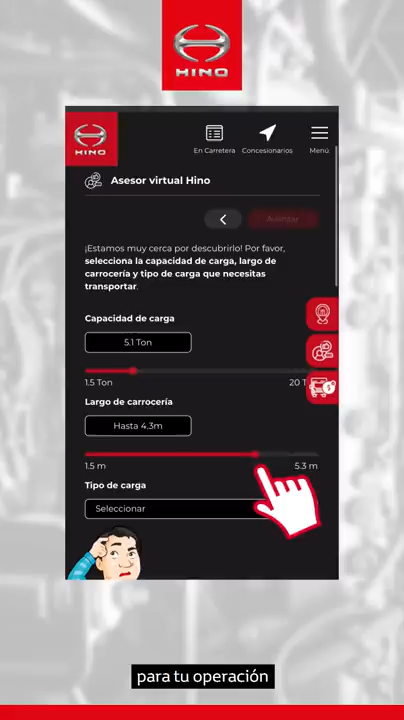 HINO
HINO
En Carretera
Concesionarios
Menú
Asesor virtual Hino
Avanzar
¡Estamos muy cerca por descubrirlo! Por favor,
selecciona la capacidad de carga, largo de
carrocería y tipo de carga que necesitas
transportar.
Capacidad de carga
5.1 Ton
1.5 Ton
20 T
Largo de carrocería
Hasta 4.3m
1.5 m
5.3 m
Tipo de carga
Seleccionar
para tu operación